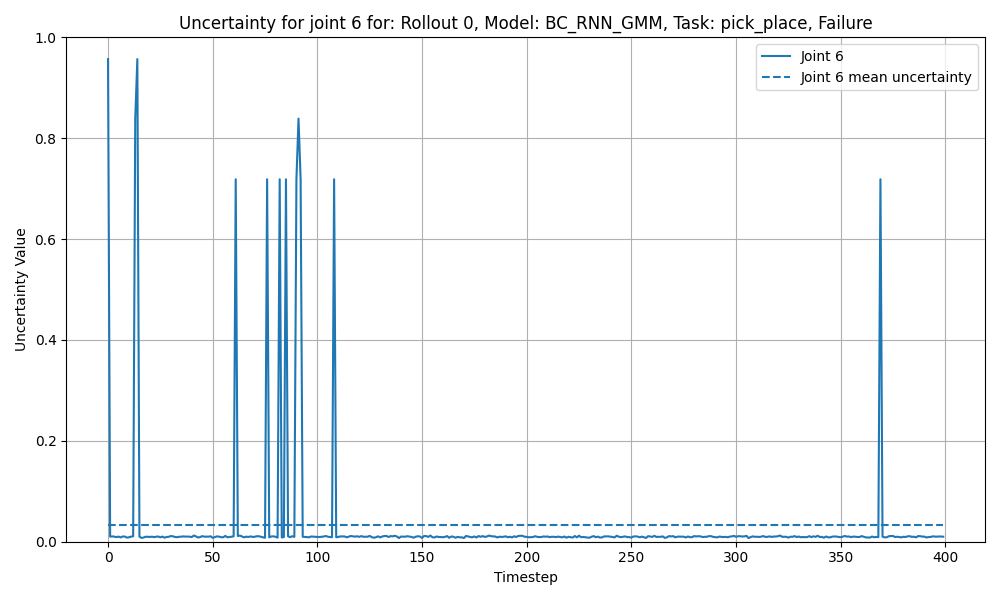 Uncertainty for joint 6 for: Rollout 0, Model: BC_RNN_GMM, Task: pick_place, Failure
Joint 6
Joint 6 mean uncertainty
1.0
0.8
0.6
0.4
0.2
0.0
Uncertainty Value
0 50 100 150 200 250 300 350 400
Timestep